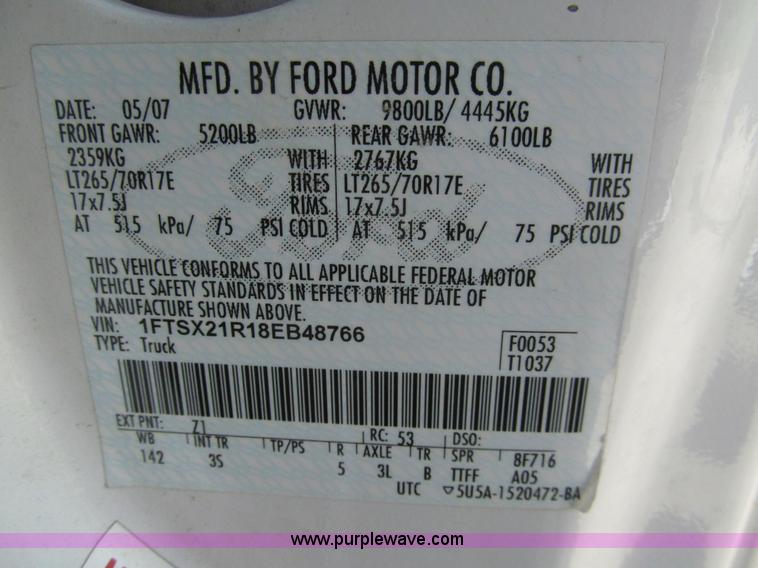 MFD. BY FORD MOTOR CO.
DATE: 05/07 GVWR: 9800LB/ 4445KG
FRONT GAWR: 5200LB REAR GAWR: 6100LB
2359KG WITH 2767KG WITH
LT265/70R17E TIRES LT265/70R17E TIRES
17x7.5J RIMS 17x7.5J RIMS
AT 515 kPa/ 75 PSI COLD AT 515 kPa/ 75 PSI COLD
THIS VEHICLE CONFORMS TO ALL APPLICABLE FEDERAL MOTOR
VEHICLE SAFETY STANDARDS IN EFFECT ON THE DATE OF
MANUFACTURE SHOWN ABOVE.
VIN: 1FTSX21R18EB48766
TYPE: Truck
F0053
T1037
EXT PNT: Z1 RC: 53 DSO:
WB INT TR TP/PS R AXLE TR SPR 8F716
142 3S 5 3L B TTFF A05
UTC ▽5U5A-1520472-BA
Ford
www.purplewave.com